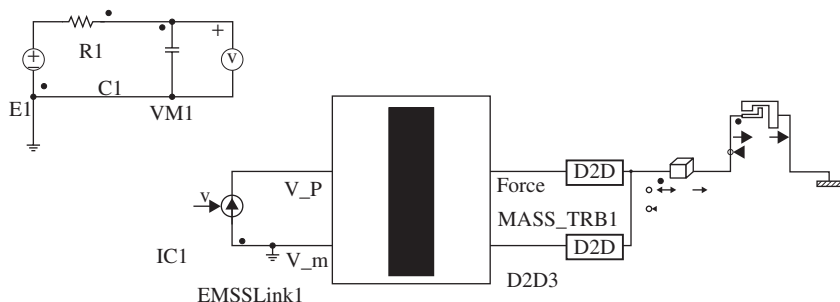 +
R1
+
v
C1
E1
VM1
V_P
Force
D2D
v
MASS_TRB1
IC1
V_m
D2D
EMSSLink1
D2D3